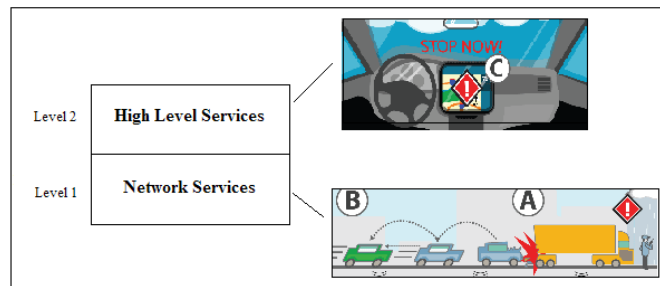 STOP NOW!
C
Level 2
High Level Services
Level 1
Network Services
B
A
!
!